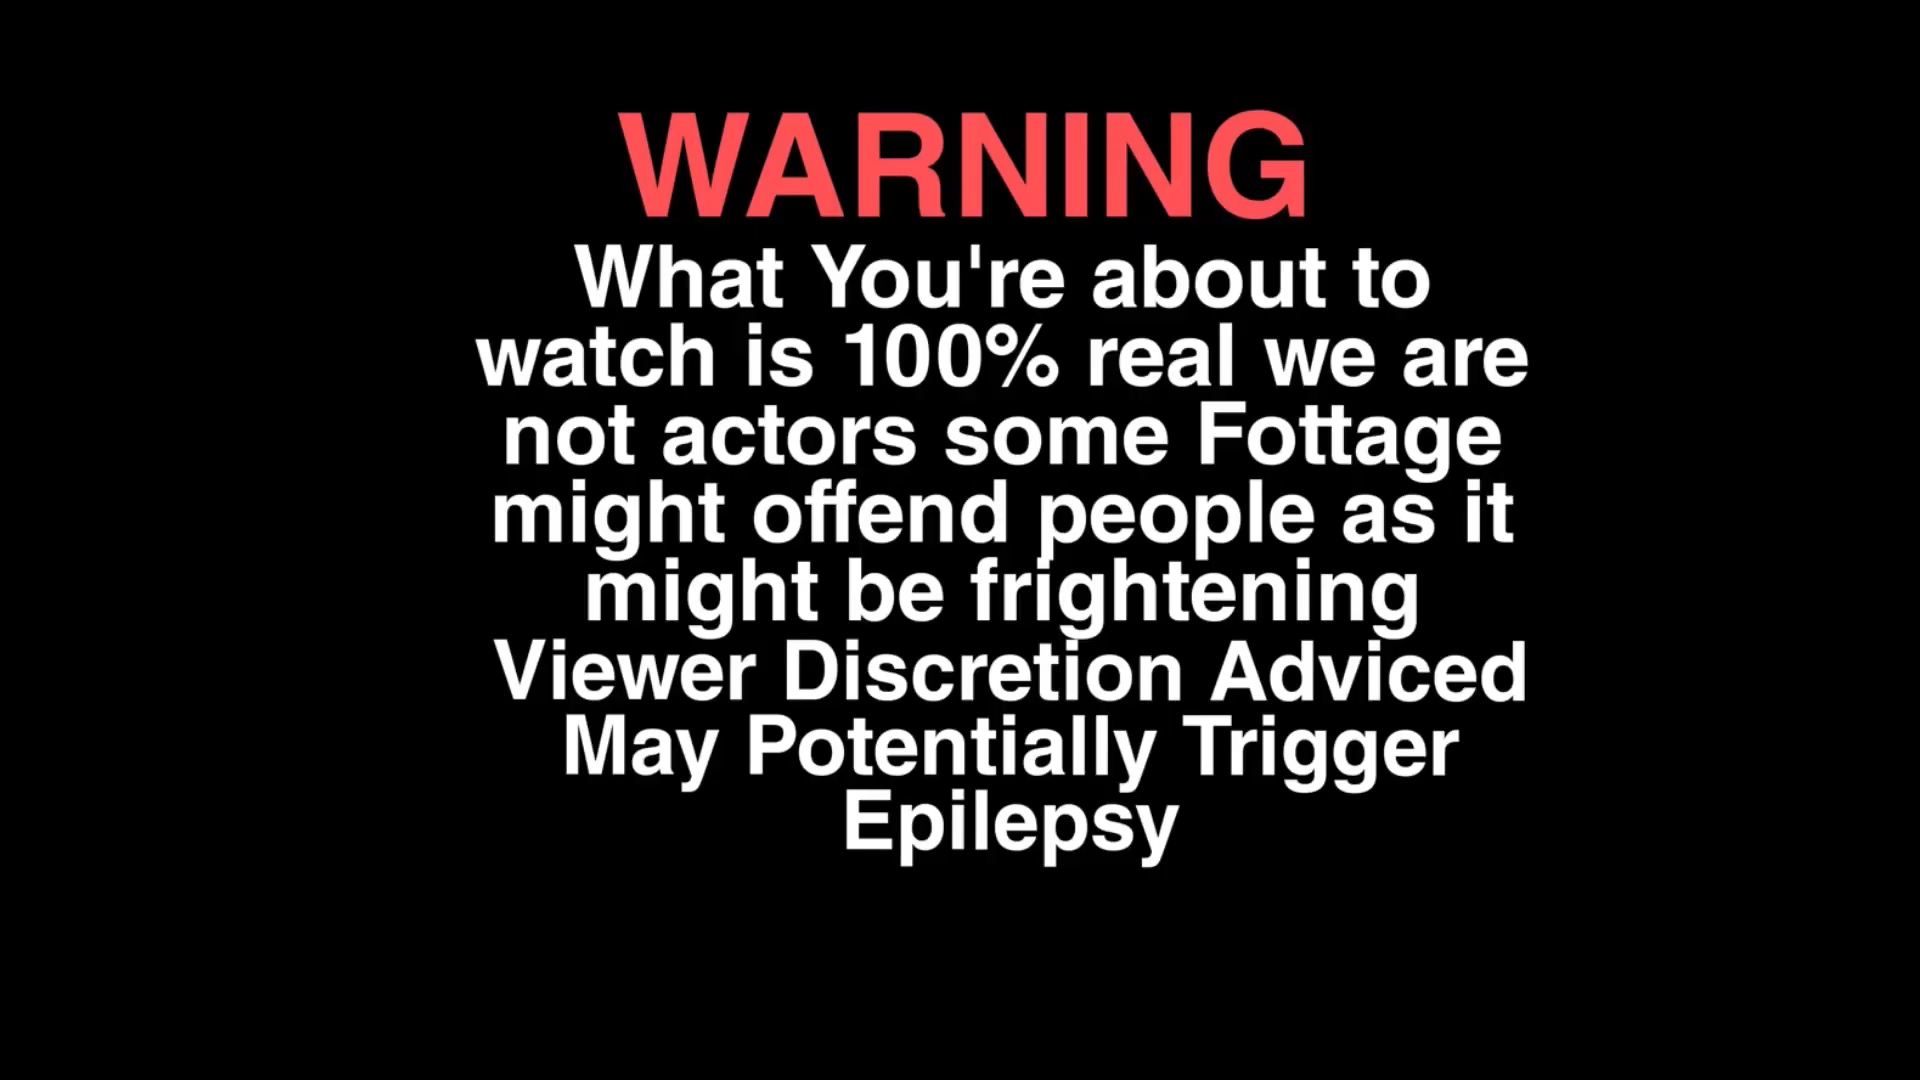 WARNING
What You're about to
watch is 100% real we are
not actors some Fottage
might offend people as it
might be frightening
Viewer Discretion Adviced
May Potentially Trigger
Epilepsy